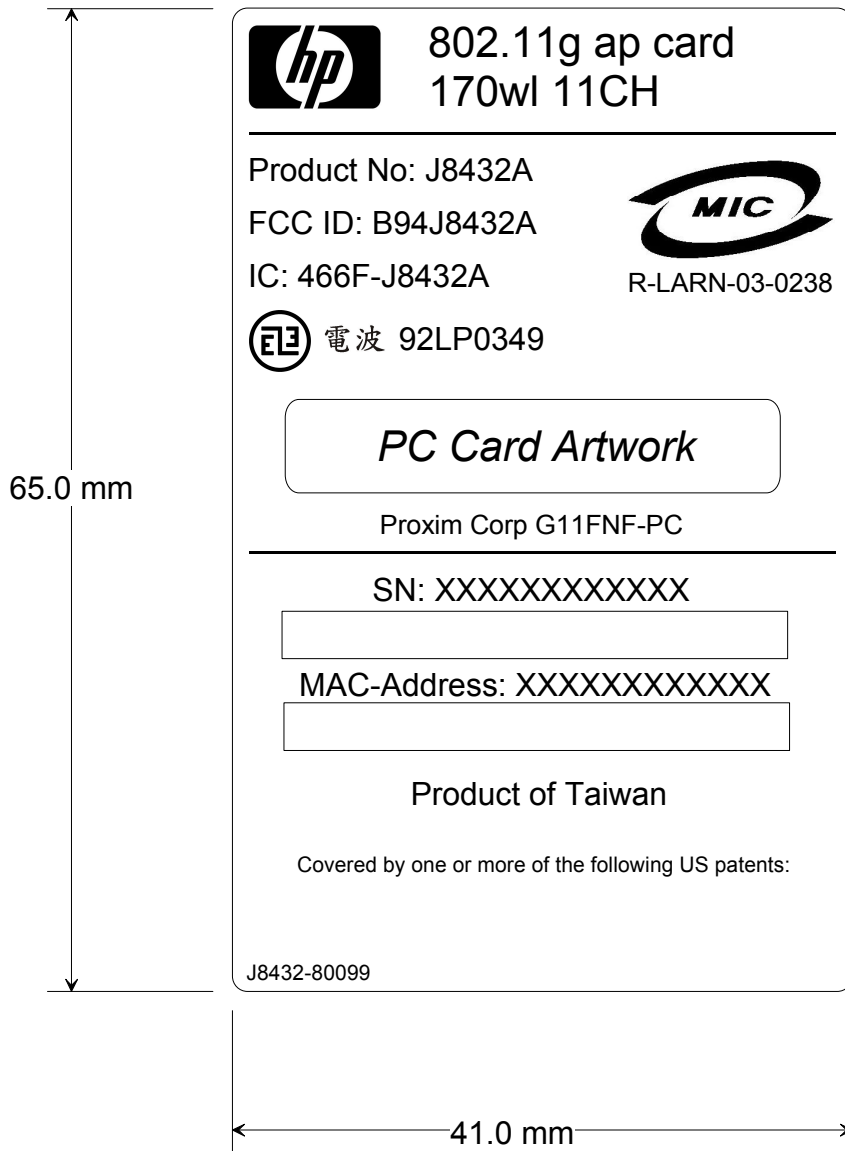 hp
802.11g ap card
170wl 11CH
Product No: J8432A
FCC ID: B94J8432A
IC: 466F-J8432A
MIC
R-LARN-03-0238
電波 92LP0349
PC Card Artwork
65.0 mm
Proxim Corp G11FNF-PC
SN: XXXXXXXXXXXX
MAC-Address: XXXXXXXXXXXX
Product of Taiwan
Covered by one or more of the following US patents:
J8432-80099
41.0 mm